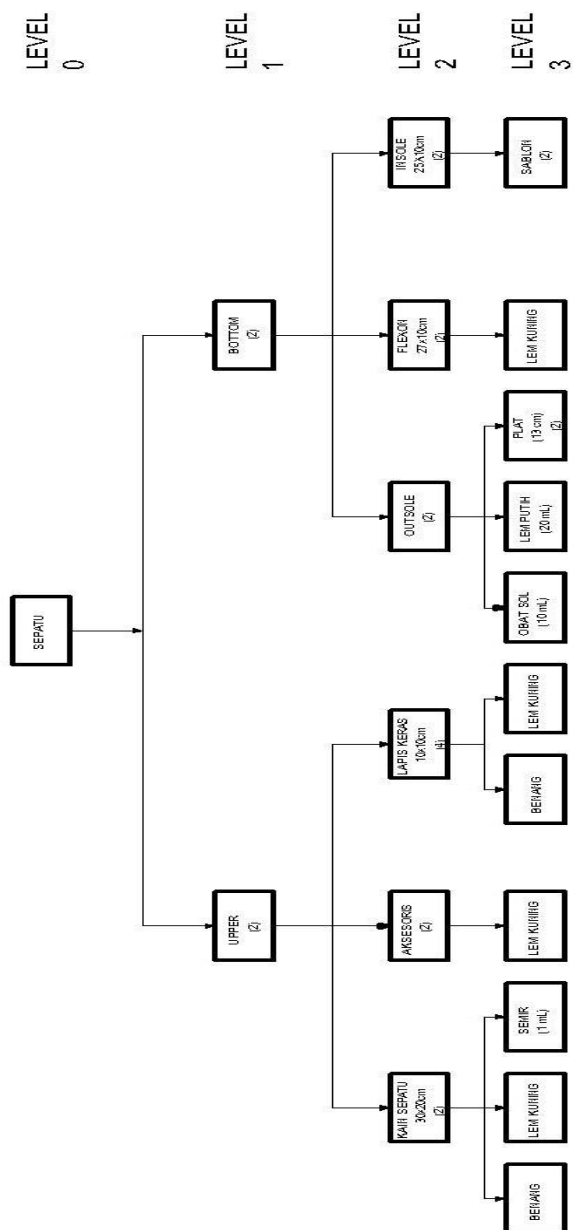 LEVEL
0
SEPATU
LEVEL
1
UPPER
(2)
BOTTOM
(2)
LEVEL
2
KAIN SEPATU
30x20cm
(2)
AKSESORIS
(2)
LAPIS KERAS
10x10cm
(4)
OUTSOLE
(2)
FLEXON
27x10cm
(2)
INSOLE
25X10cm
(2)
LEVEL
3
BENANG
LEM KUNING
SEMIR
(1 mL)
LEM KUNING
BENANG
LEM KUNING
OBAT SOL
(10 mL)
LEM PUTIH
(20 mL)
PLAT
(13 cm)
(2)
LEM KUNING
SABLON
(2)